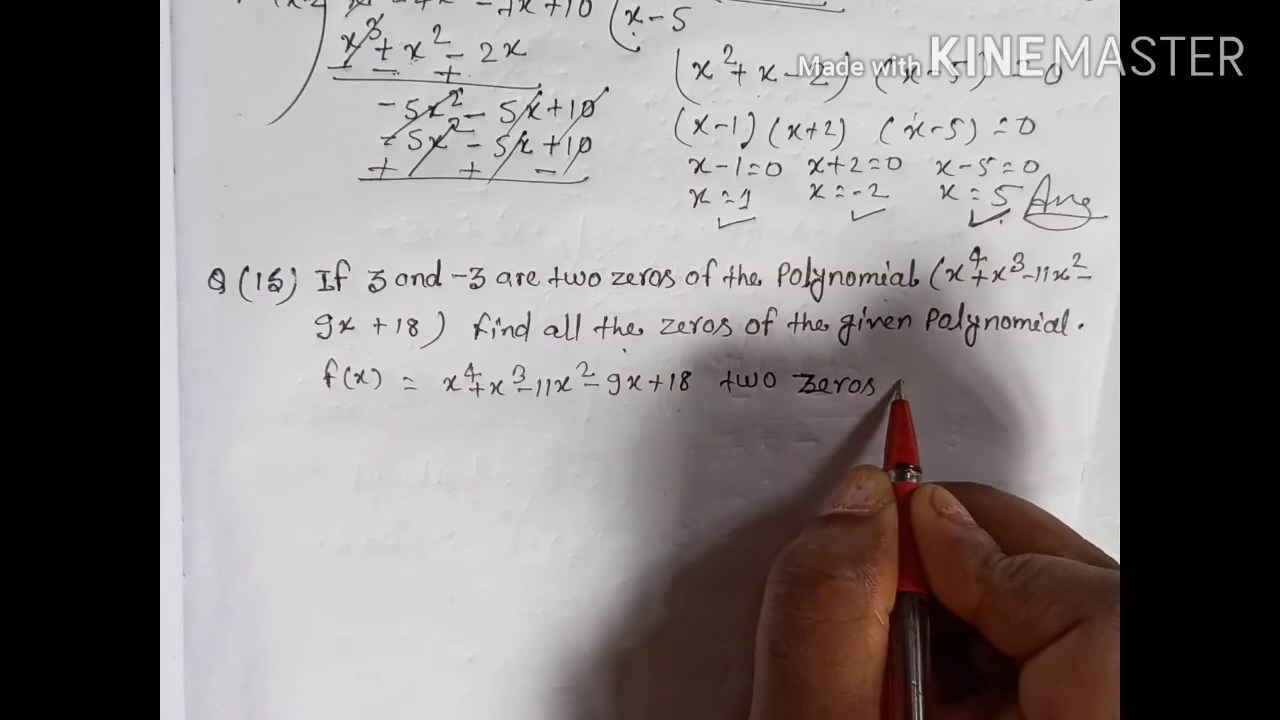 x - 5
x³ + x² - 2x
- + -
Made with KINEMASTER
(x² + x - 2) (x - 5) = 0
- 5x² - 5x + 10
- 5x² - 5x + 10
+ + -
(x-1) (x+2) (x-5) = 0
x-1=0 x+2=0 x-5=0
x = 1 x = -2 x = 5 Ans
Q (15) If 3 and -3 are two zeros of the Polynomial (x⁴+x³-11x²-
9x +18) find all the zeros of the given Polynomial.
f(x) = x⁴+x³-11x²-9x+18 two zeros